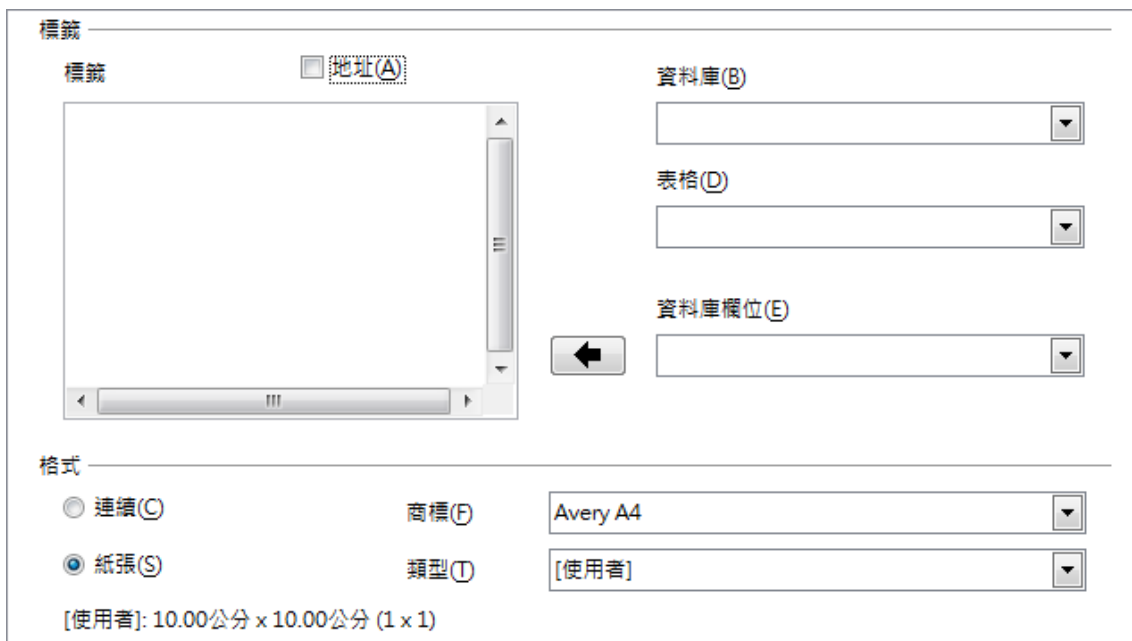 標籤
標籤
地址(A)
資料庫(B)
表格(D)
資料庫欄位(E)
格式
連續(C)
商標(F)
Avery A4
紙張(S)
類型(T)
[使用者]
[使用者]: 10.00公分 x 10.00公分 (1 x 1)